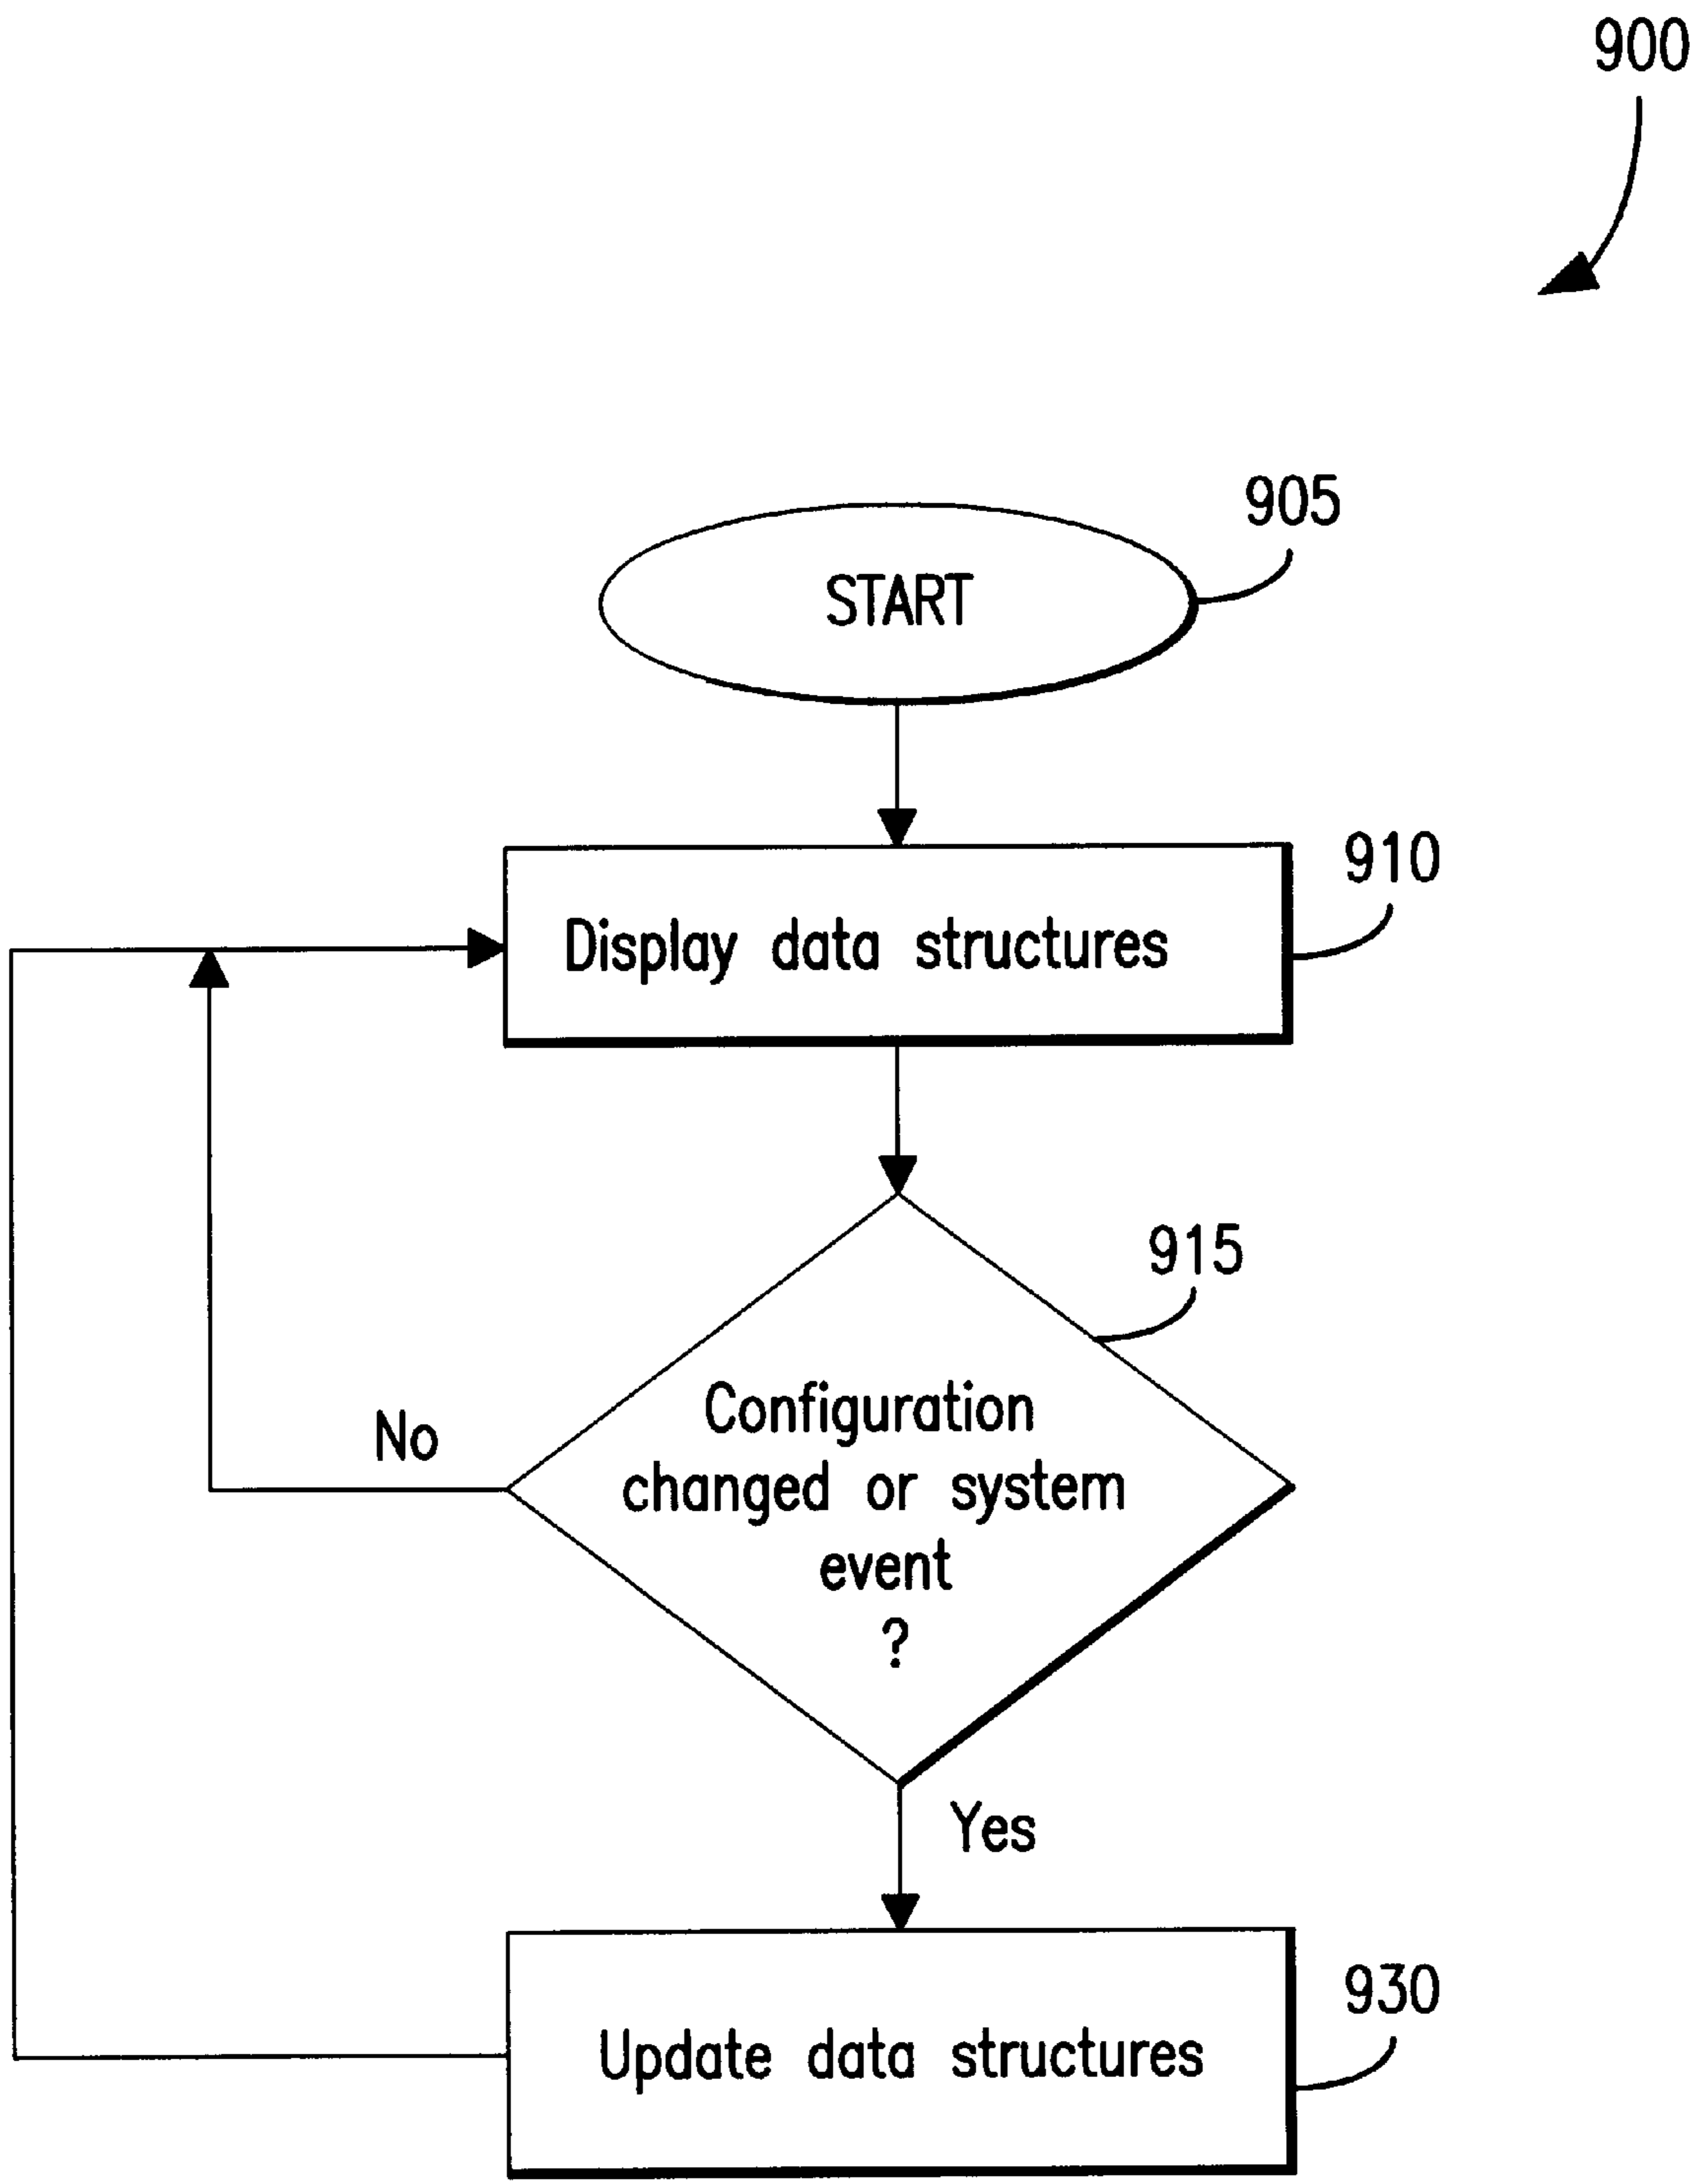 900
905
START
910
Display data structures
915
Configuration
changed or system
event
?
No
Yes
930
Update data structures